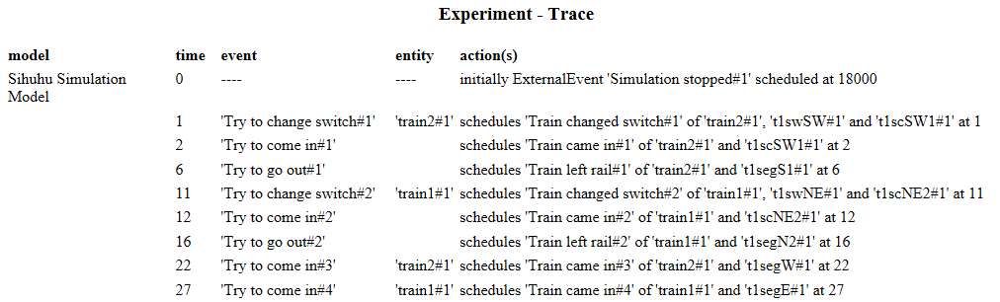 Experiment - Trace
model time event entity action(s)
Sihuhu Simulation Model 0 ---- ---- initially ExternalEvent 'Simulation stopped#1' scheduled at 18000
1 'Try to change switch#1' 'train2#1' schedules 'Train changed switch#1' of 'train2#1', 't1swSW#1' and 't1scSW1#1' at 1
2 'Try to come in#1' schedules 'Train came in#1' of 'train2#1' and 't1scSW1#1' at 2
6 'Try to go out#1' schedules 'Train left rail#1' of 'train2#1' and 't1segS1#1' at 6
11 'Try to change switch#2' 'train1#1' schedules 'Train changed switch#2' of 'train1#1', 't1swNE#1' and 't1scNE2#1' at 11
12 'Try to come in#2' schedules 'Train came in#2' of 'train1#1' and 't1scNE2#1' at 12
16 'Try to go out#2' schedules 'Train left rail#2' of 'train1#1' and 't1segN2#1' at 16
22 'Try to come in#3' 'train2#1' schedules 'Train came in#3' of 'train2#1' and 't1segW#1' at 22
27 'Try to come in#4' 'train1#1' schedules 'Train came in#4' of 'train1#1' and 't1segE#1' at 27